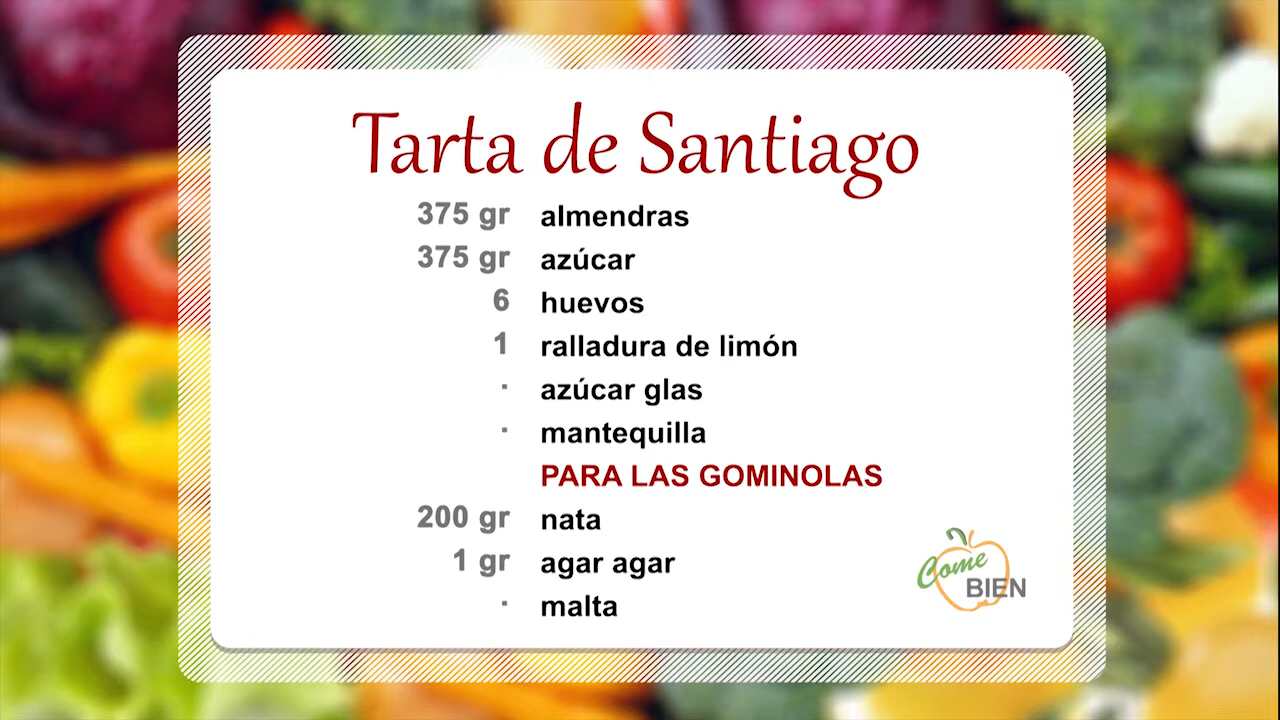 Tarta de Santiago
375 gr almendras
375 gr azúcar
6 huevos
1 ralladura de limón
· azúcar glas
· mantequilla
PARA LAS GOMINOLAS
200 gr nata
1 gr agar agar
· malta
Come
BIEN